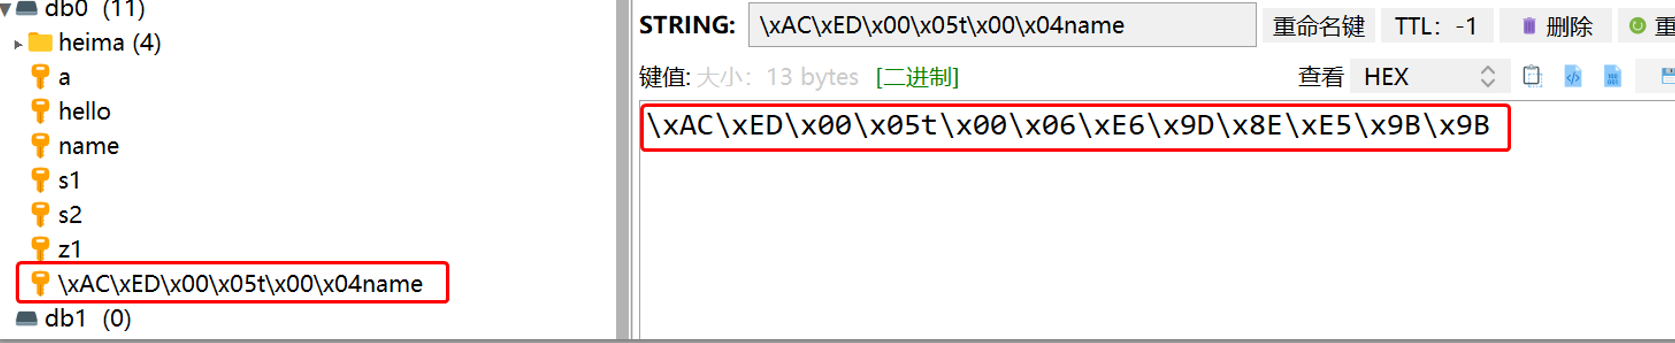 db0 (11)
heima (4)
a
hello
name
s1
s2
z1
\xAC\xED\x00\x05t\x00\x04name
db1 (0)
STRING: \xAC\xED\x00\x05t\x00\x04name 重命名键 TTL: -1 删除 重
键值: 大小: 13 bytes [二进制] 查看 HEX
\xAC\xED\x00\x05t\x00\x06\xE6\x9D\x8E\xE5\x9B\x9B